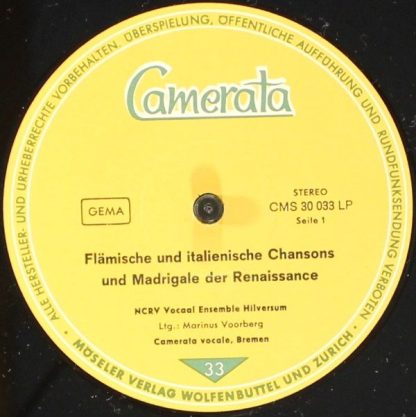 ALLE HERSTELLER- UND URHEBERRECHTE VORBEHALTEN. ÜBERSPIELUNG, ÖFFENTLICHE AUFFÜHRUNG UND RUNDFUNKSENDUNG VERBOTEN
Camerata
GEMA
STEREO
CMS 30 033 LP
Seite 1
Flämische und italienische Chansons
und Madrigale der Renaissance
NCRV Vocaal Ensemble Hilversum
Ltg.: Marinus Voorberg
Camerata vocale, Bremen
33
· MÖSELER VERLAG WOLFENBÜTTEL UND ZÜRICH ·